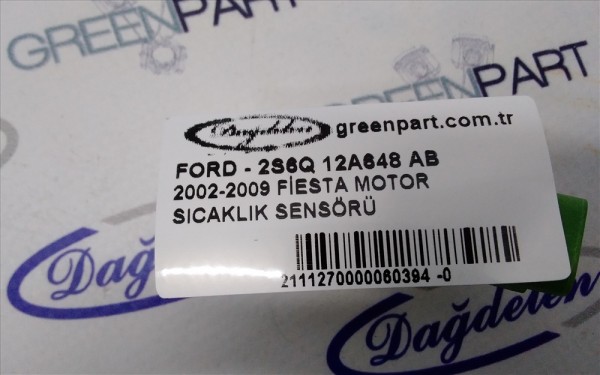 GREENPART
GREENPART
Dağdelen greenpart.com.tr
FORD - 2S6Q 12A648 AB
2002-2009 FİESTA MOTOR
SICAKLIK SENSÖRÜ
2111270000060394 -0
Dağdelen
Dağdelen